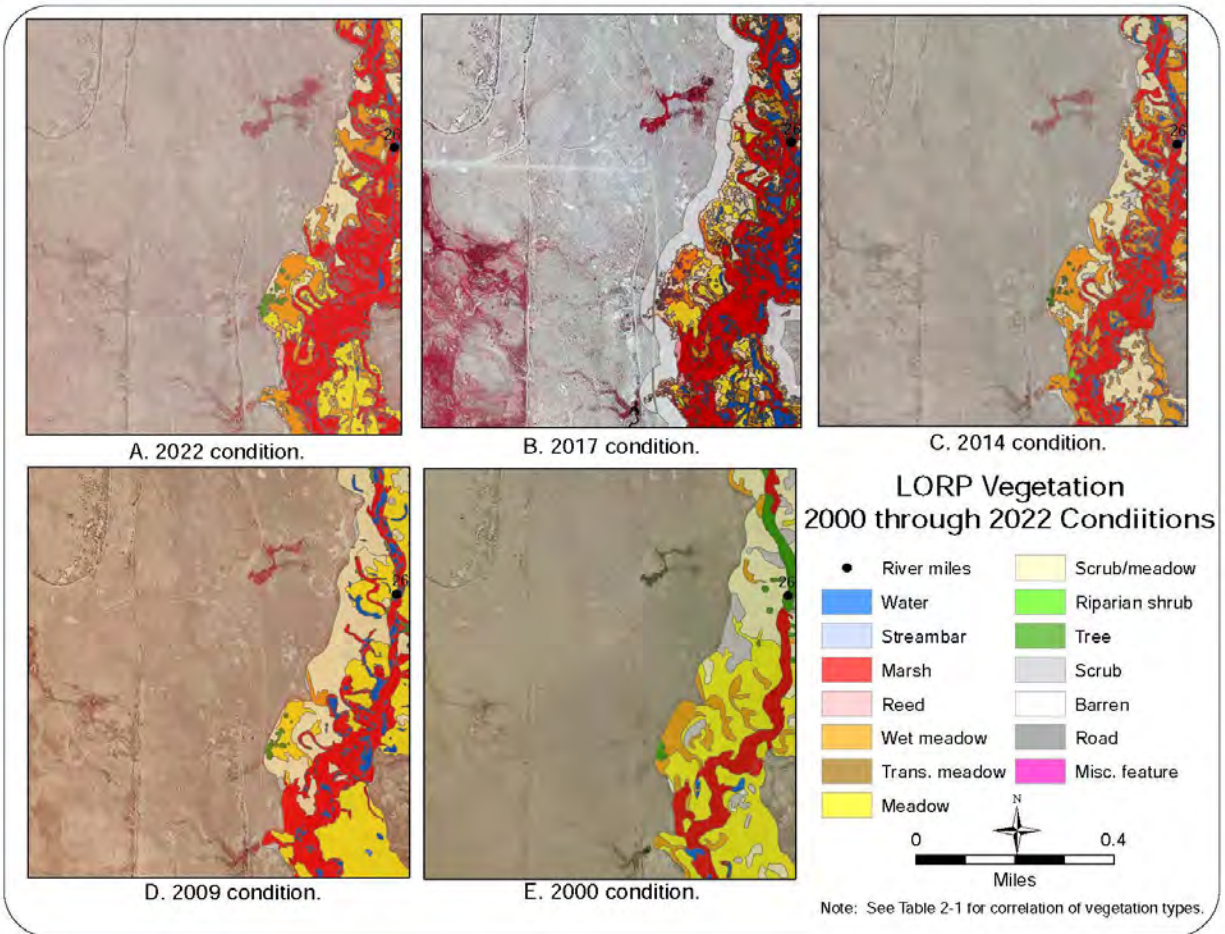 26
26
26
A. 2022 condition.
B. 2017 condition.
C. 2014 condition.
26
26
D. 2009 condition.
E. 2000 condition.
LORP Vegetation
2000 through 2022 Condiitions
River miles
Water
Streambar
Marsh
Reed
Wet meadow
Trans. meadow
Meadow
Scrub/meadow
Riparian shrub
Tree
Scrub
Barren
Road
Misc. feature
N
0 0.4
Miles
Note: See Table 2-1 for correlation of vegetation types.